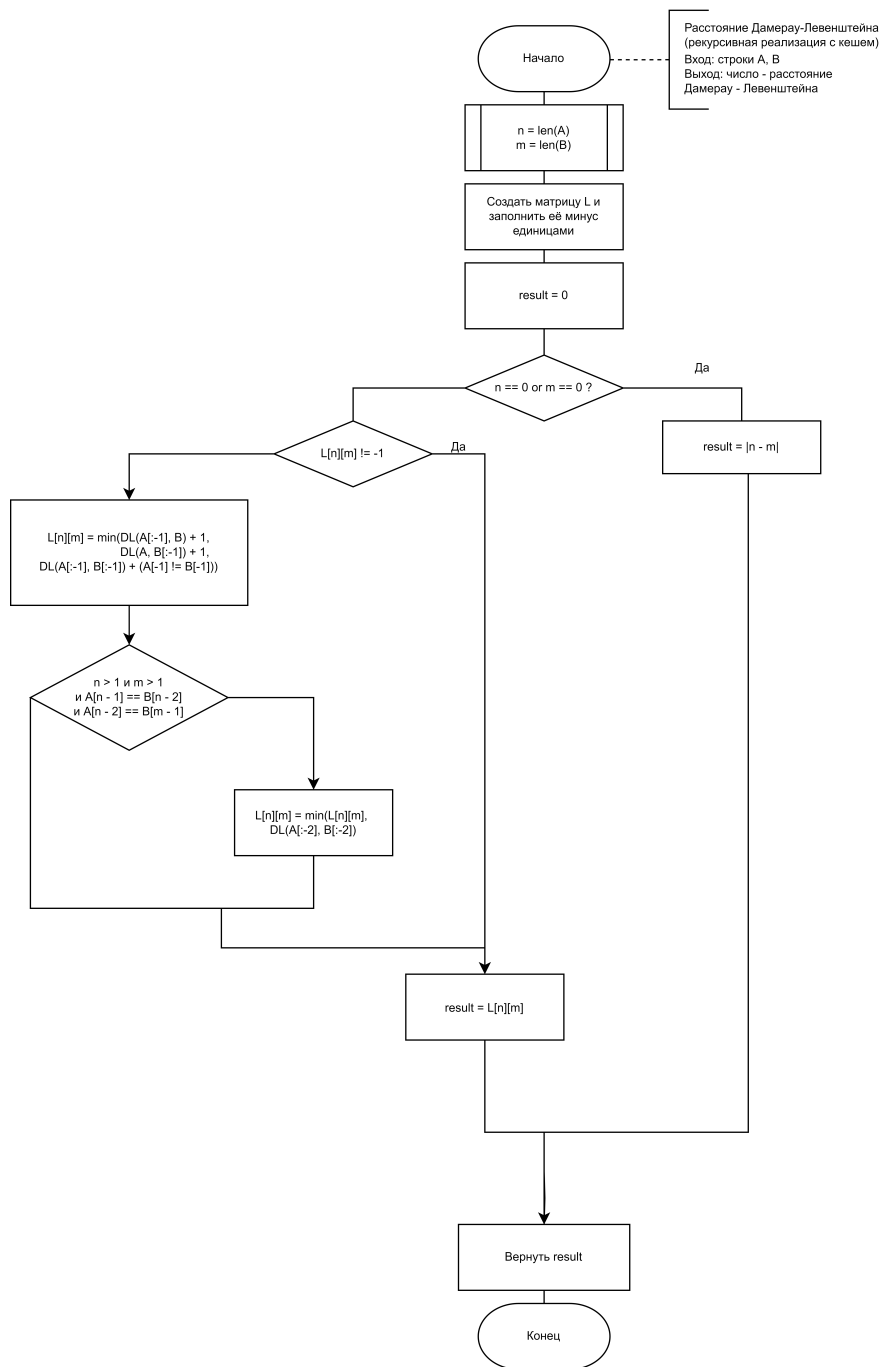 Начало
Расстояние Дамерау-Левенштейна
(рекурсивная реализация с кешем)
Вход: строки A, B
Выход: число - расстояние
Дамерау - Левенштейна
n = len(A)
m = len(B)
Создать матрицу L и
заполнить её минус
единицами
result = 0
n == 0 or m == 0 ?
Да
L[n][m] != -1
Да
result = |n - m|
L[n][m] = min(DL(A[:-1], B) + 1,
DL(A, B[:-1]) + 1,
DL(A[:-1], B[:-1]) + (A[-1] != B[-1]))
n > 1 и m > 1
и A[n - 1] == B[n - 2]
и A[n - 2] == B[m - 1]
L[n][m] = min(L[n][m],
DL(A[:-2], B[:-2])
result = L[n][m]
Вернуть result
Конец